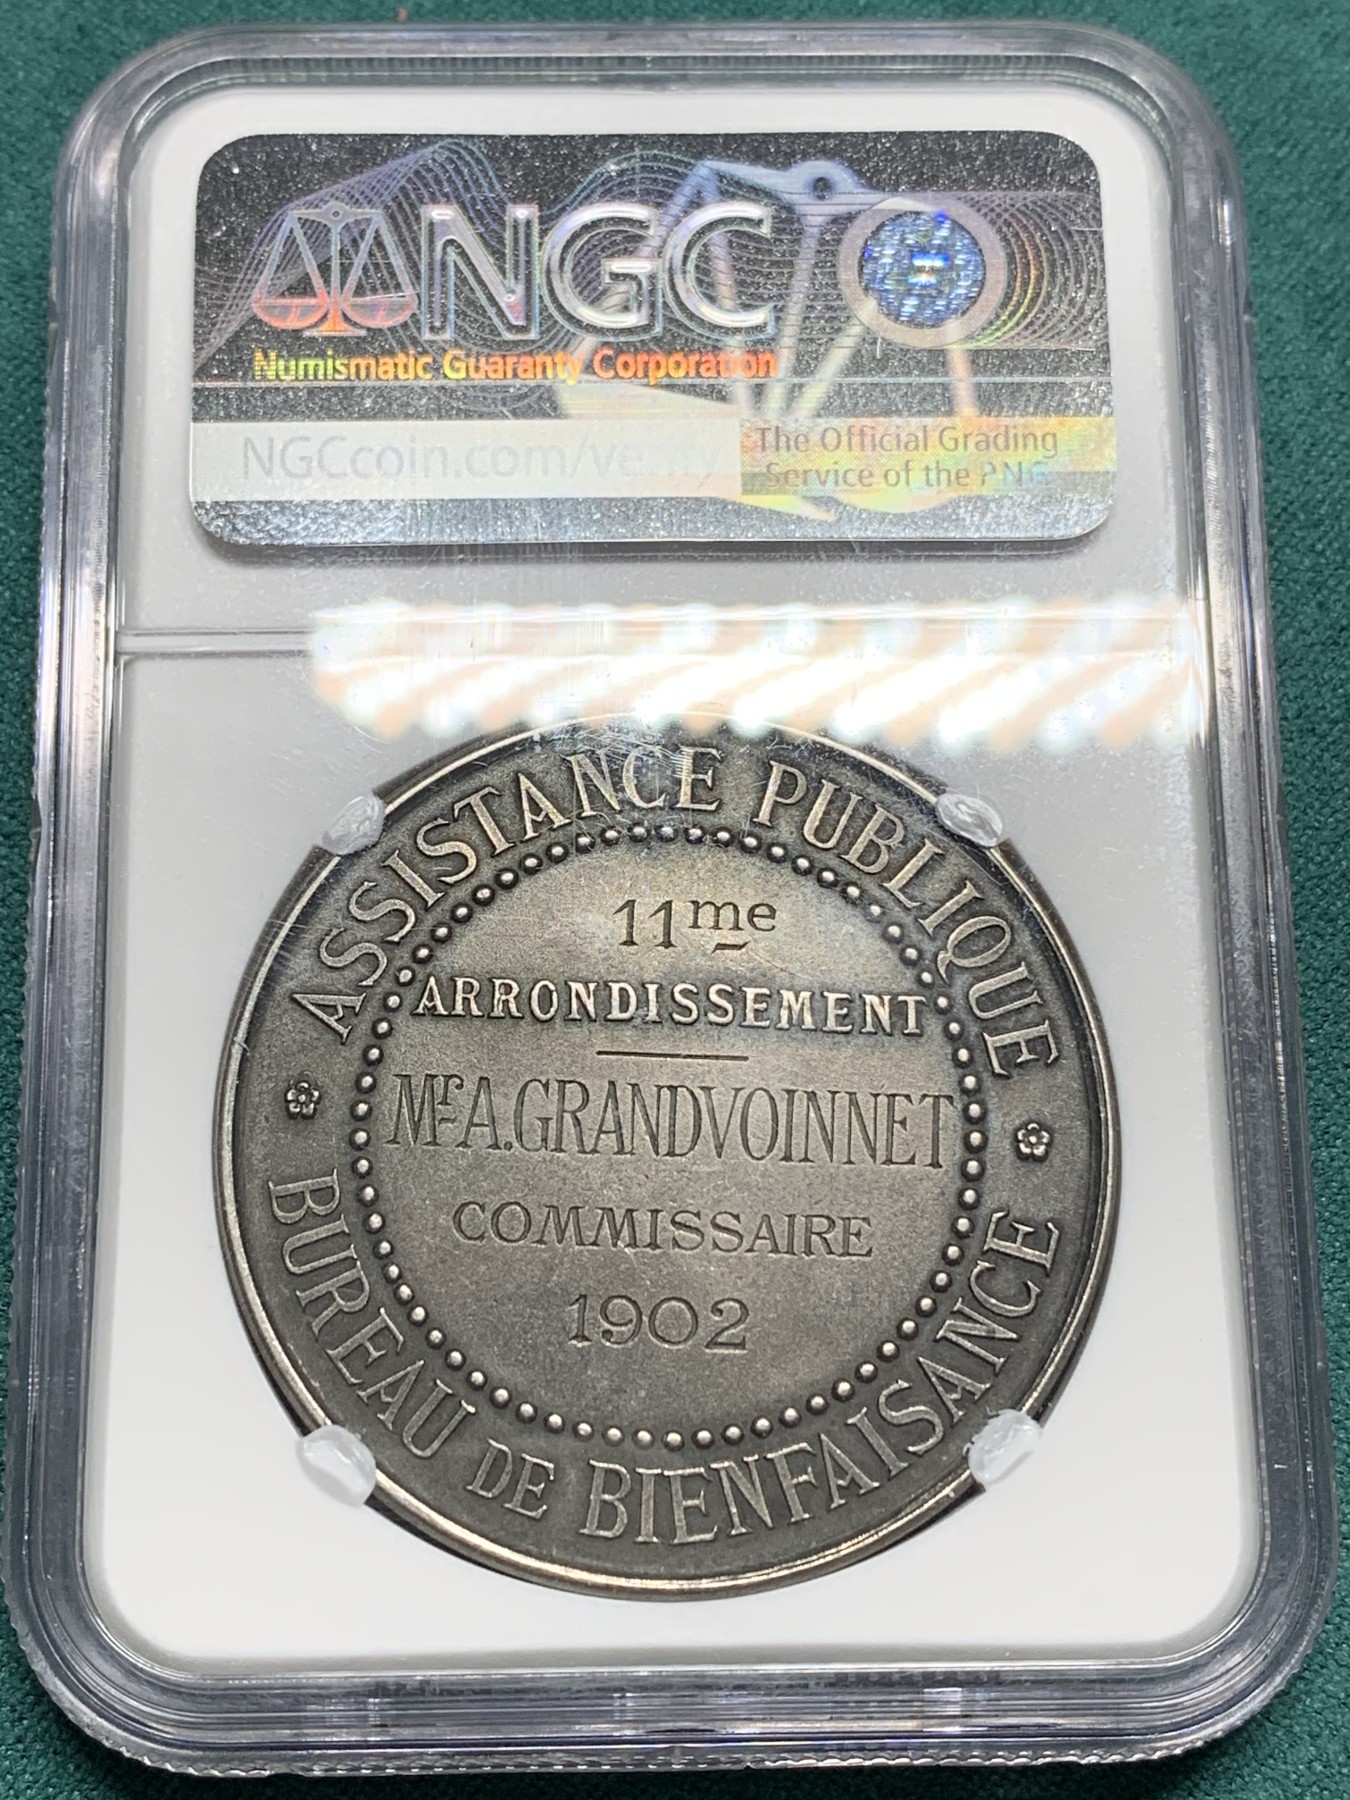 NGC
Numismatic Guaranty Corporation
NGCcoin.com/verify
The Official Grading
Service of the PNG
ASSISTANCE PUBLIQUE
11me
ARRONDISSEMENT
Mr A. GRANDVOINNET
COMMISSAIRE
1902
BUREAU DE BIENFAISANCE